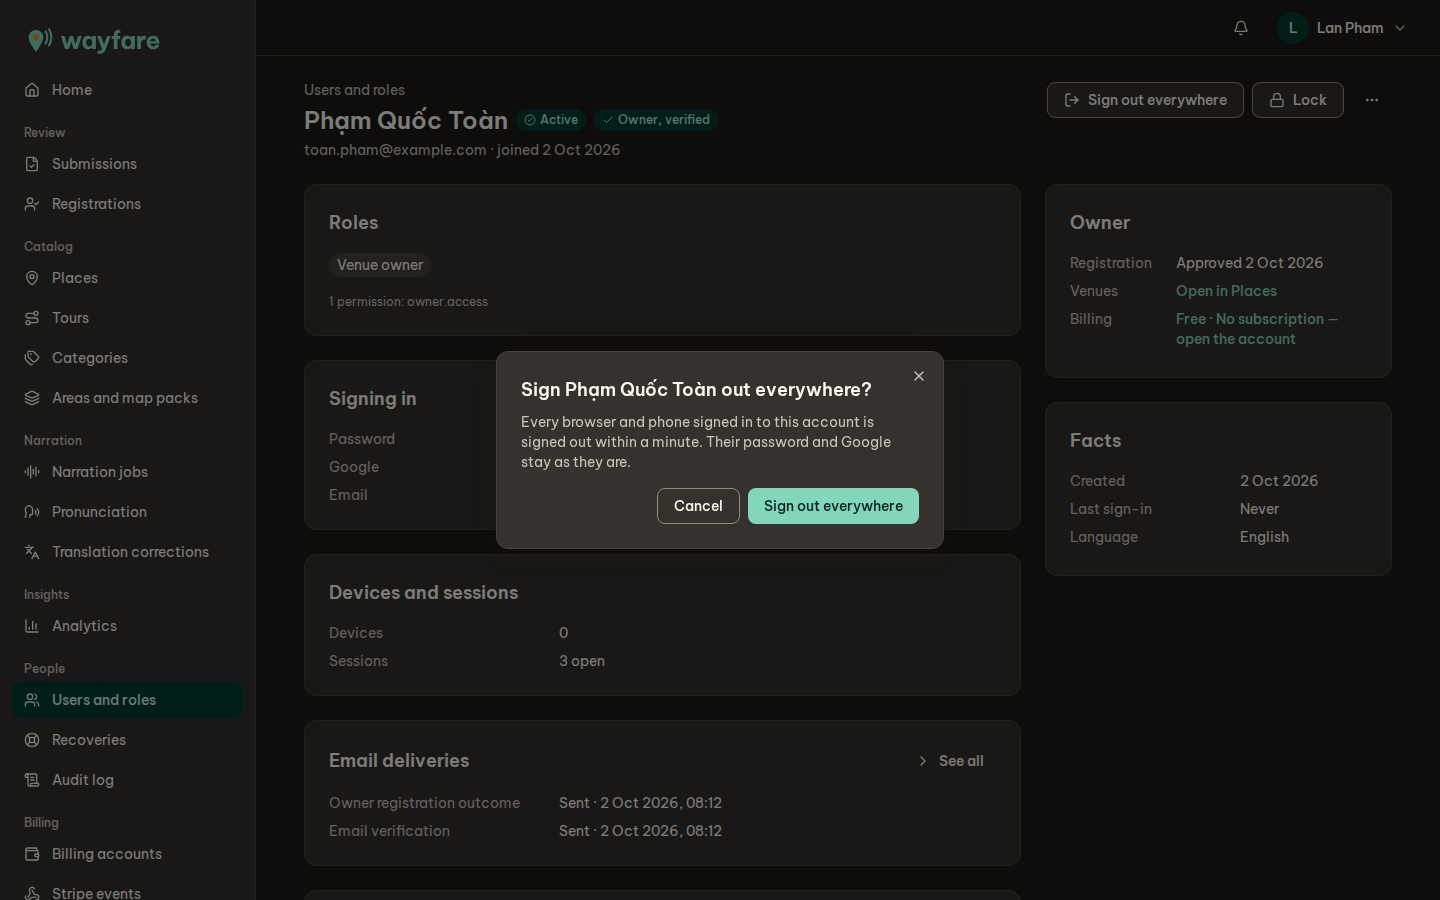 wayfare
Home
Review
Submissions
Registrations
Catalog
Places
Tours
Categories
Areas and map packs
Narration
Narration jobs
Pronunciation
Translation corrections
Insights
Analytics
People
Users and roles
Recoveries
Audit log
Billing
Billing accounts
Stripe events
L Lan Pham
Users and roles
Phạm Quốc Toàn Active Owner, verified
toan.pham@example.com · joined 2 Oct 2026
Sign out everywhere Lock
Roles
Venue owner
1 permission: owner.access
Signing in
Password
Google
Email
Sign Phạm Quốc Toàn out everywhere?
Every browser and phone signed in to this account is
signed out within a minute. Their password and Google
stay as they are.
Cancel Sign out everywhere
Devices and sessions
Devices 0
Sessions 3 open
Email deliveries See all
Owner registration outcome Sent · 2 Oct 2026, 08:12
Email verification Sent · 2 Oct 2026, 08:12
Owner
Registration Approved 2 Oct 2026
Venues Open in Places
Billing Free · No subscription —
open the account
Facts
Created 2 Oct 2026
Last sign-in Never
Language English